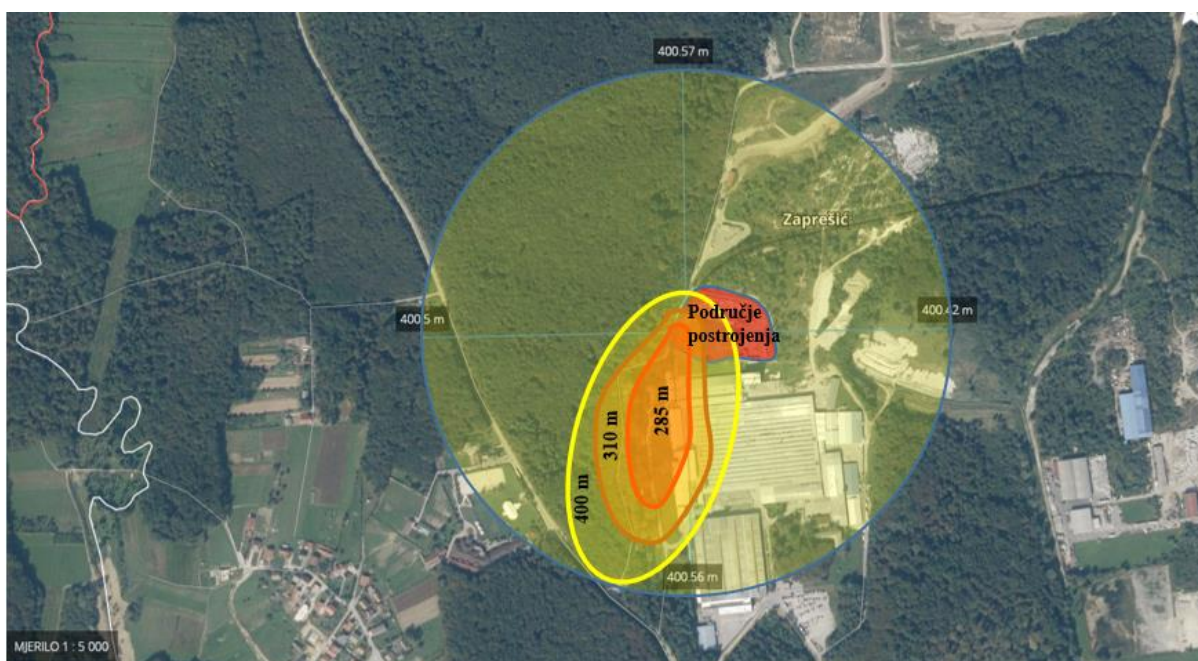 400.57 m
Zaprešić
Područje
postrojenja
400.5 m
400.42 m
285 m
310 m
400 m
400.56 m
MJERILO 1 : 5 000